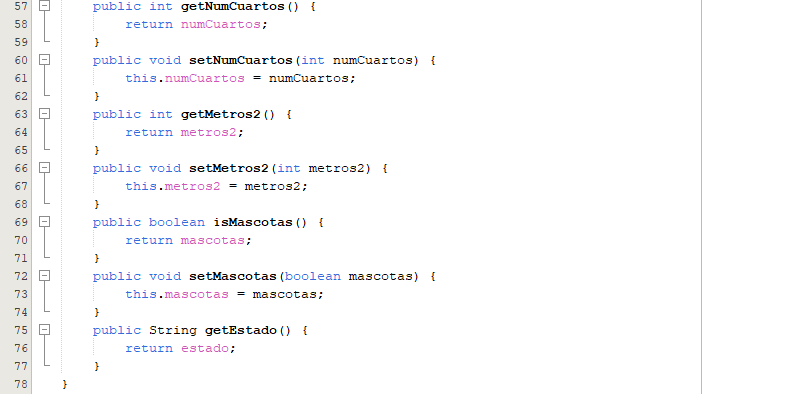 57 public int getNumCuartos() {
58 return numCuartos;
59 }
60 public void setNumCuartos(int numCuartos) {
61 this.numCuartos = numCuartos;
62 }
63 public int getMetros2() {
64 return metros2;
65 }
66 public void setMetros2(int metros2) {
67 this.metros2 = metros2;
68 }
69 public boolean isMascotas() {
70 return mascotas;
71 }
72 public void setMascotas(boolean mascotas) {
73 this.mascotas = mascotas;
74 }
75 public String getEstado() {
76 return estado;
77 }
78 }